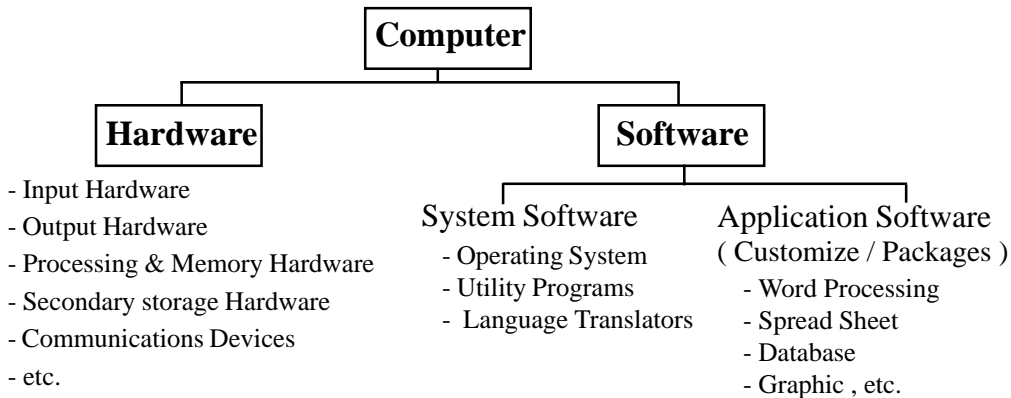 Computer
Hardware
- Input Hardware
- Output Hardware
- Processing & Memory Hardware
- Secondary storage Hardware
- Communications Devices
- etc.
Software
System Software
- Operating System
- Utility Programs
- Language Translators
Application Software
( Customize / Packages )
- Word Processing
- Spread Sheet
- Database
- Graphic , etc.